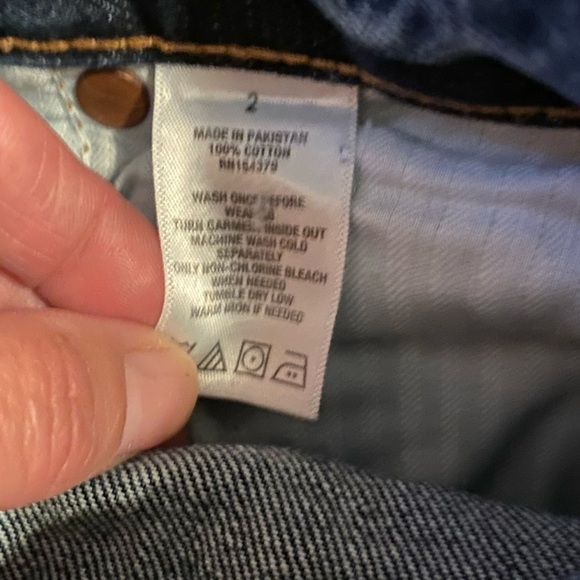 2
MADE IN PAKISTAN
100% COTTON
RN164379
WASH ONCE BEFORE
TURN GARMENT INSIDE OUT
MACHINE WASH COLD
SEPARATELY
ONLY NON-CHLORINE BLEACH
WHEN NEEDED
TUMBLE DRY LOW
WARM IRON IF NEEDED